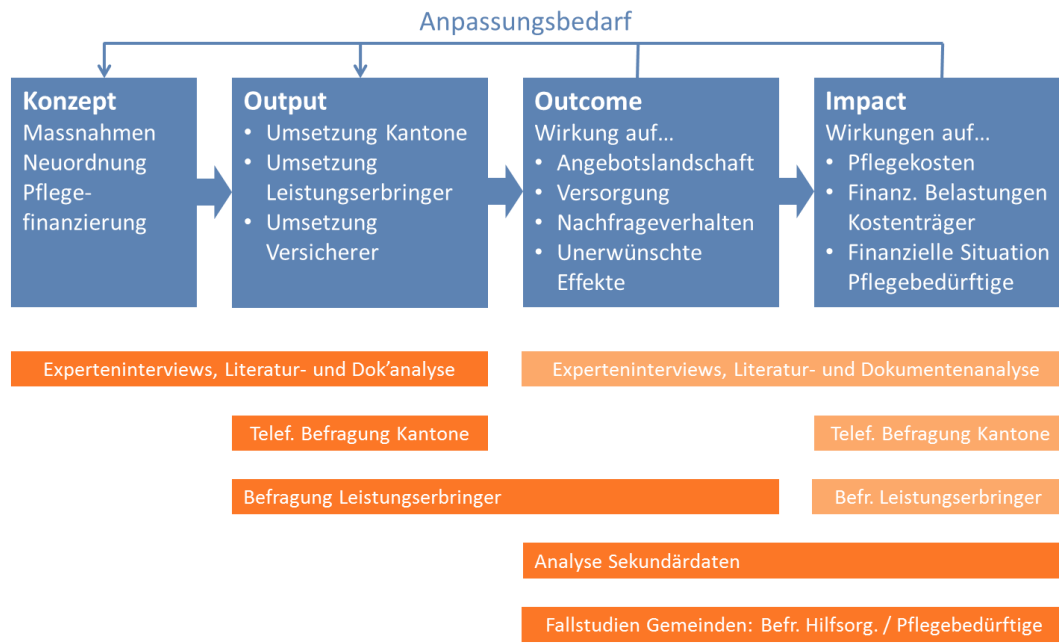 Anpassungsbedarf
Konzept
Massnahmen
Neuordnung
Pflege-
finanzierung
Output
• Umsetzung Kantone
• Umsetzung
Leistungserbringer
• Umsetzung
Versicherer
Outcome
Wirkung auf...
• Angebotslandschaft
• Versorgung
• Nachfrageverhalten
• Unerwünschte
Effekte
Impact
Wirkungen auf...
• Pflegekosten
• Finanz. Belastungen
Kostenträger
• Finanzielle Situation
Pflegebedürftige
Experteninterviews, Literatur- und Dok'analyse
Experteninterviews, Literatur- und Dokumentenanalyse
Telef. Befragung Kantone
Telef. Befragung Kantone
Befragung Leistungserbringer
Befr. Leistungserbringer
Analyse Sekundärdaten
Fallstudien Gemeinden: Befr. Hilfsorg. / Pflegebedürftige